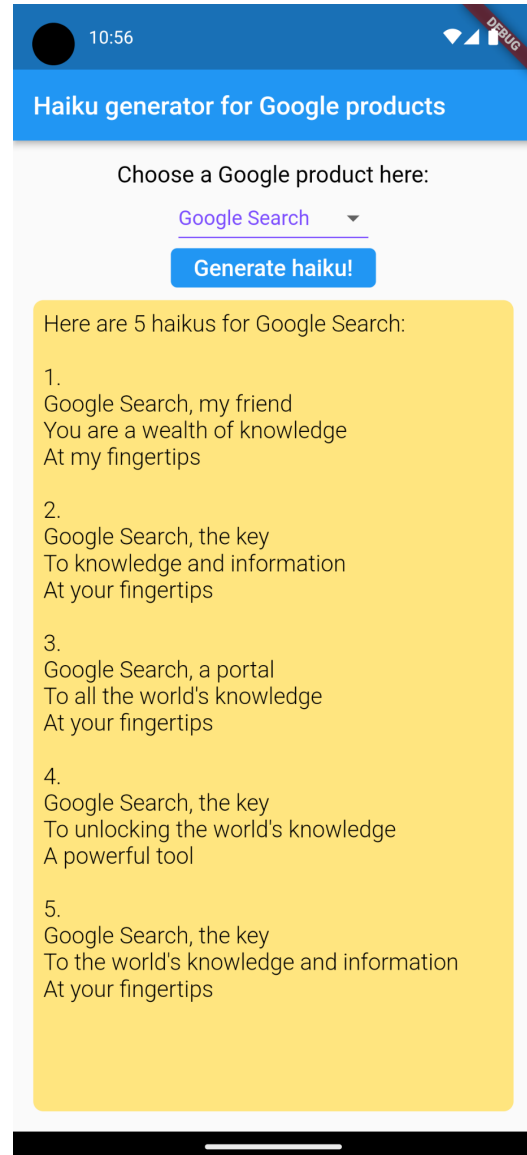 10:56
DEBUG
Haiku generator for Google products
Choose a Google product here:
Google Search
Generate haiku!
Here are 5 haikus for Google Search:
1.
Google Search, my friend
You are a wealth of knowledge
At my fingertips
2.
Google Search, the key
To knowledge and information
At your fingertips
3.
Google Search, a portal
To all the world's knowledge
At your fingertips
4.
Google Search, the key
To unlocking the world's knowledge
A powerful tool
5.
Google Search, the key
To the world's knowledge and information
At your fingertips